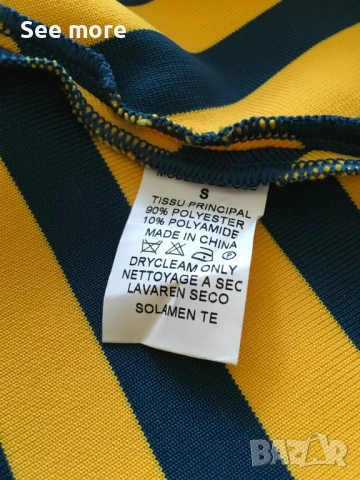 See more
S
TISSU PRINCIPAL
90% POLYESTER
10% POLYAMIDE
MADE IN CHINA
DRYCLEAM ONLY
NETTOYAGE A SEC
LAVAREN SECO
SOLAMEN TE
BAZAR